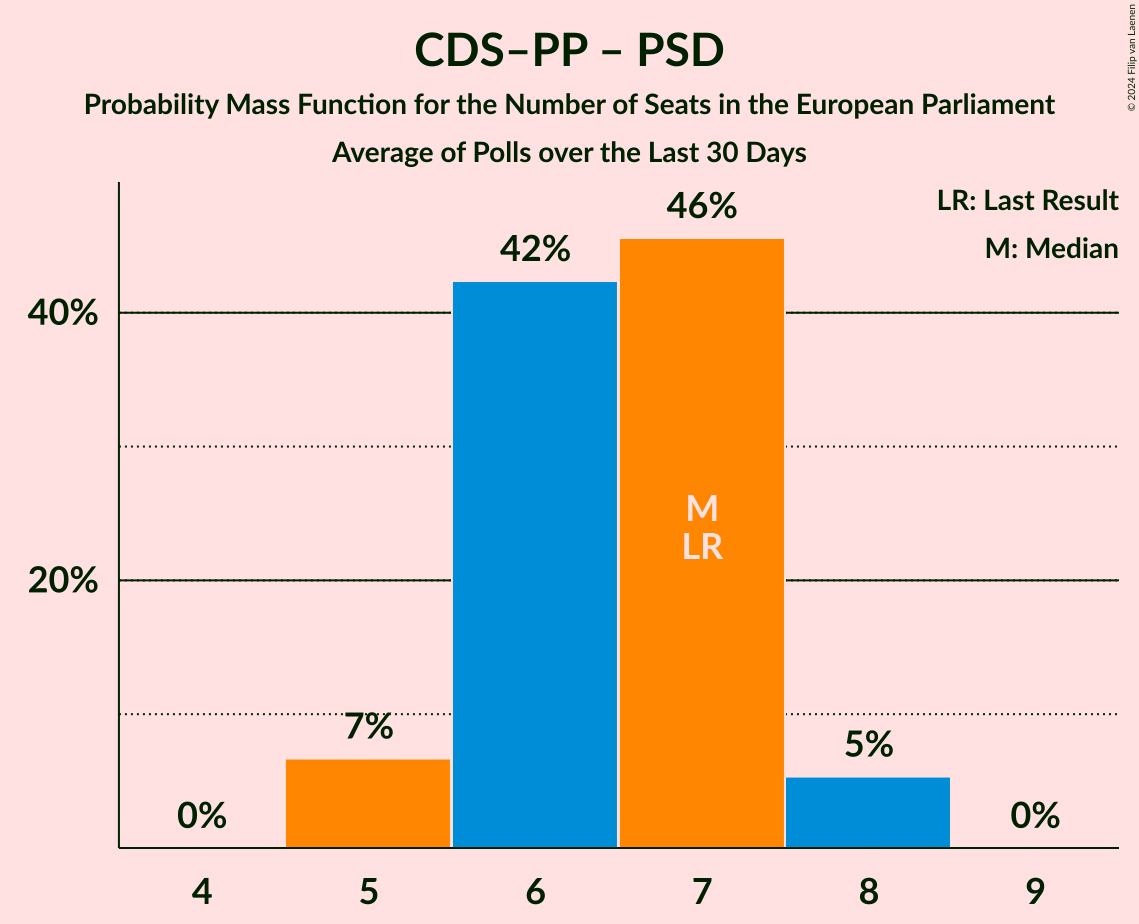 CDS–PP – PSD
Probability Mass Function for the Number of Seats in the European Parliament
Average of Polls over the Last 30 Days
© 2024 Filip van Laenen
LR: Last Result
M: Median
46%
42%
40%
M
LR
20%
7%
5%
0%
0%
4 5 6 7 8 9